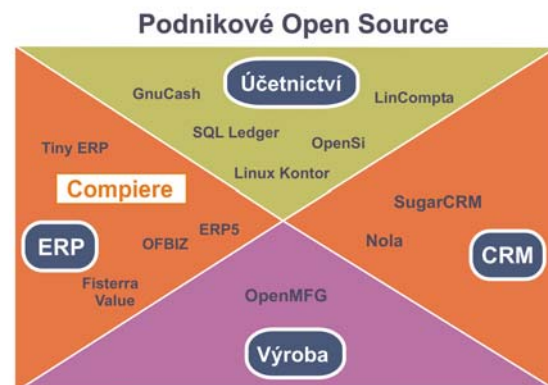 Podnikové Open Source
Účetnictví
GnuCash
LinCompta
SQL Ledger
OpenSi
Linux Kontor
Tiny ERP
Compiere
ERP5
OFBIZ
ERP
Fisterra
Value
SugarCRM
Nola
CRM
OpenMFG
Výroba